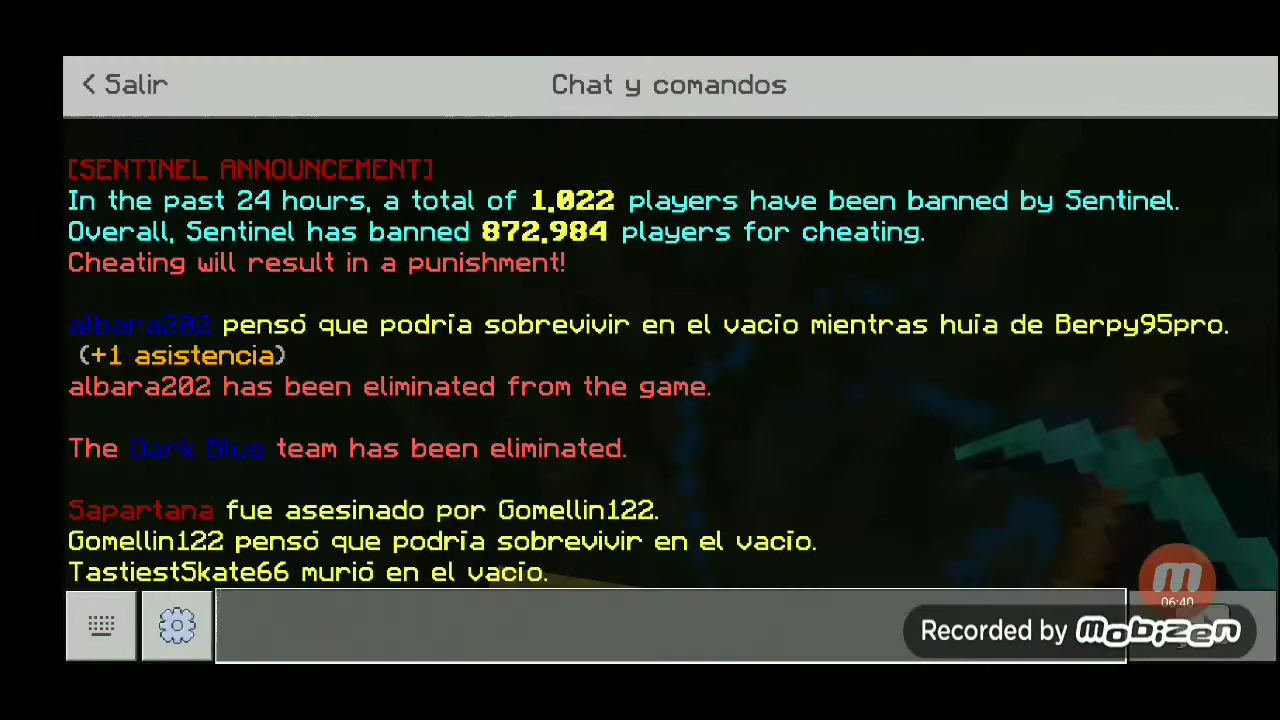 < Salir
Chat y comandos
[SENTINEL ANNOUNCEMENT]
In the past 24 hours, a total of 1,022 players have been banned by Sentinel.
Overall, Sentinel has banned 872,984 players for cheating.
Cheating will result in a punishment!
albara202 pensó que podría sobrevivir en el vacío mientras huía de Berpy95pro.
(+1 asistencia)
albara202 has been eliminated from the game.
The Dark Blue team has been eliminated.
Sapartana fue asesinado por Gomellin122.
Gomellin122 pensó que podría sobrevivir en el vacío.
TastiestSkate66 murió en el vacío.
06:40
Recorded by Mobizen